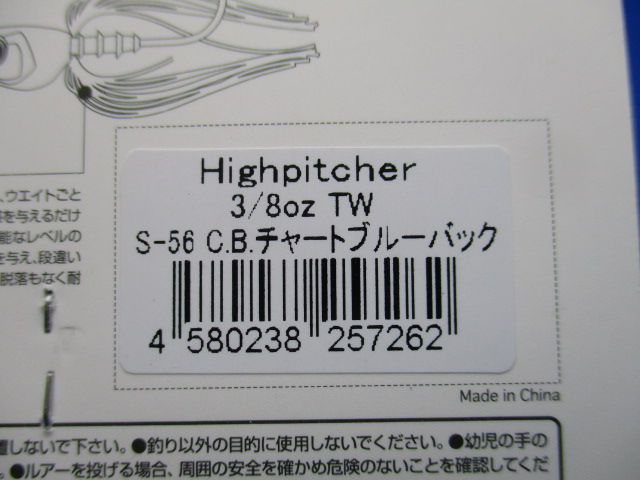 、ウエイトごと
を与えるだけ
能なレベルの
を与え、段違い
脱落もなく耐
Highpitcher
3/8oz TW
S-56 C.B.チャートブルーバック
4 580238 257262
Made in China
しないで下さい。●釣り以外の目的に使用しないでください。●幼児の手の
。●ルアーを投げる場合、周囲の安全を確かめ危険のないことを確認してくだ